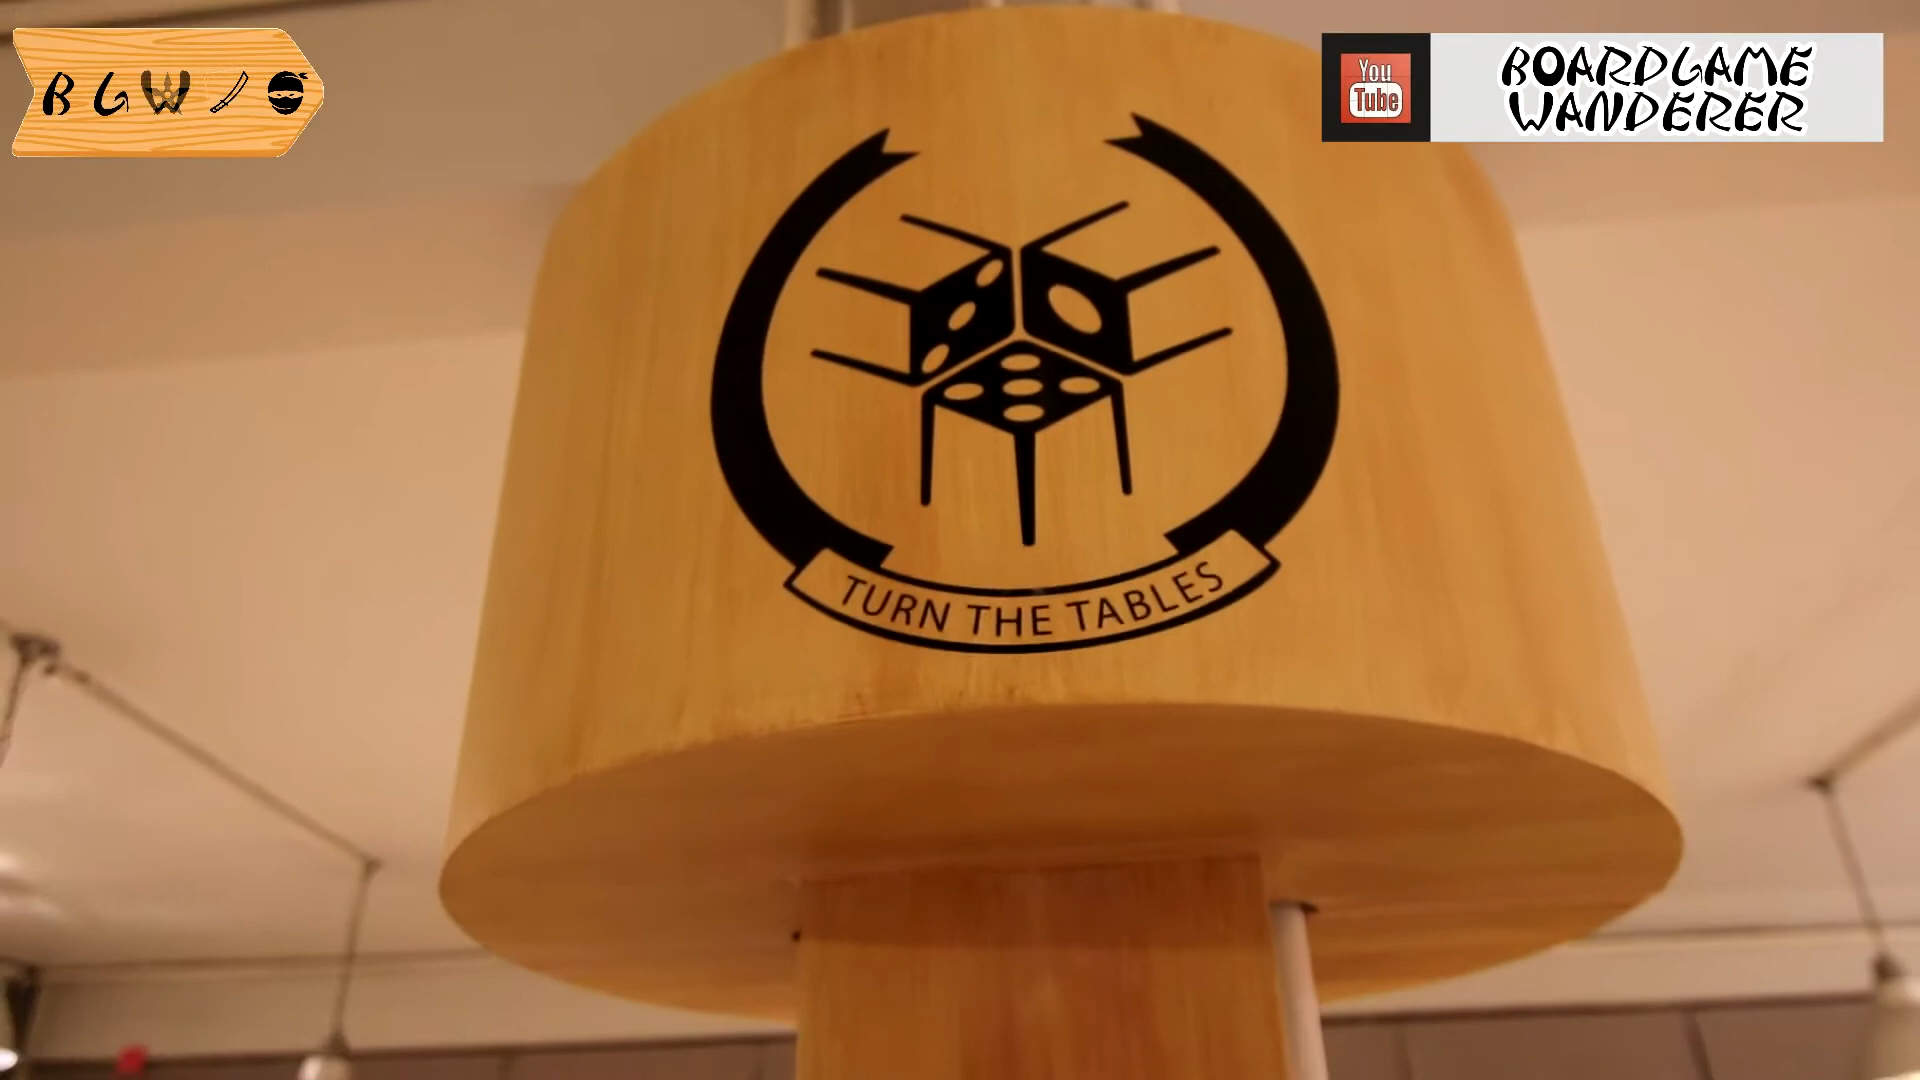 B G W
You
Tube
BOARDGAME
WANDERER
TURN THE TABLES